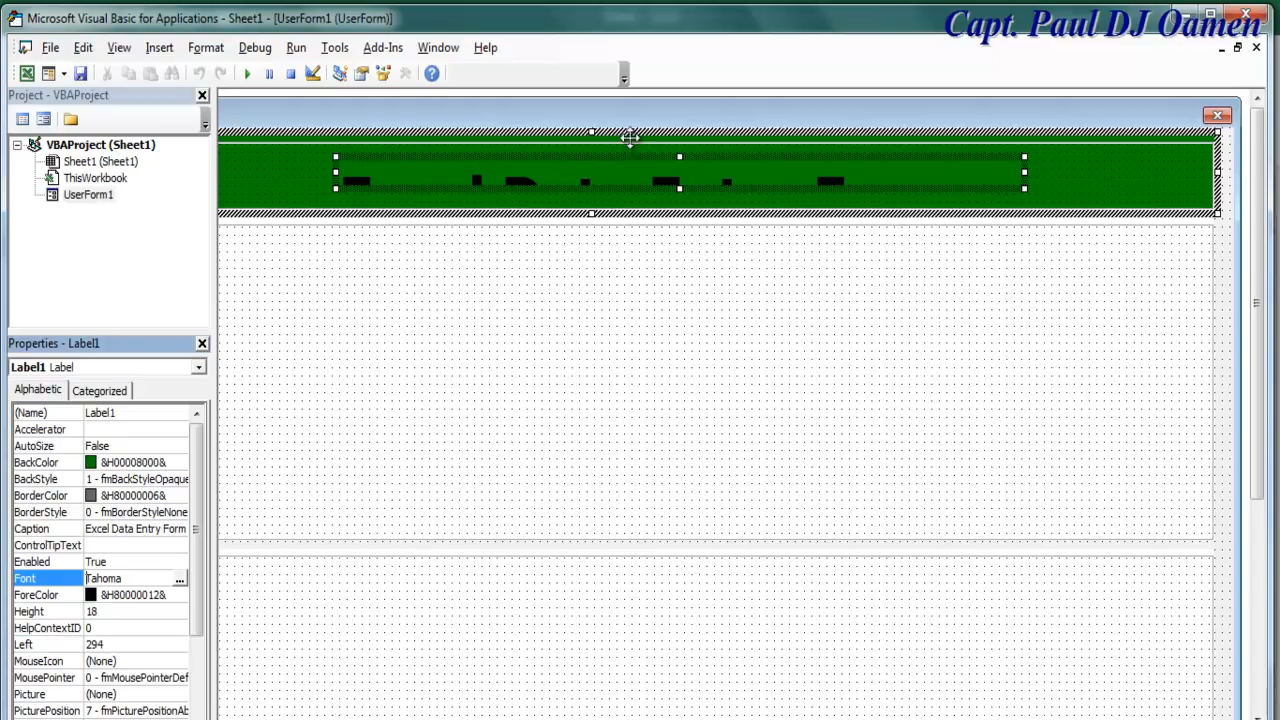 Microsoft Visual Basic for Applications - Sheet1 - [UserForm1 (UserForm)]
Capt. Paul DJ Oamen
File Edit View Insert Format Debug Run Tools Add-Ins Window Help
Project - VBAProject
VBAProject (Sheet1)
Sheet1 (Sheet1)
ThisWorkbook
UserForm1
Properties - Label1
Label1 Label
Alphabetic Categorized
(Name) Label1
Accelerator
AutoSize False
BackColor &H00008000&
BackStyle 1 - fmBackStyleOpaque
BorderColor &H80000006&
BorderStyle 0 - fmBorderStyleNone
Caption Excel Data Entry Form
ControlTipText
Enabled True
Font Tahoma ...
ForeColor &H80000012&
Height 18
HelpContextID 0
Left 294
MouseIcon (None)
MousePointer 0 - fmMousePointerDef
Picture (None)
PicturePosition 7 - fmPicturePositionAb